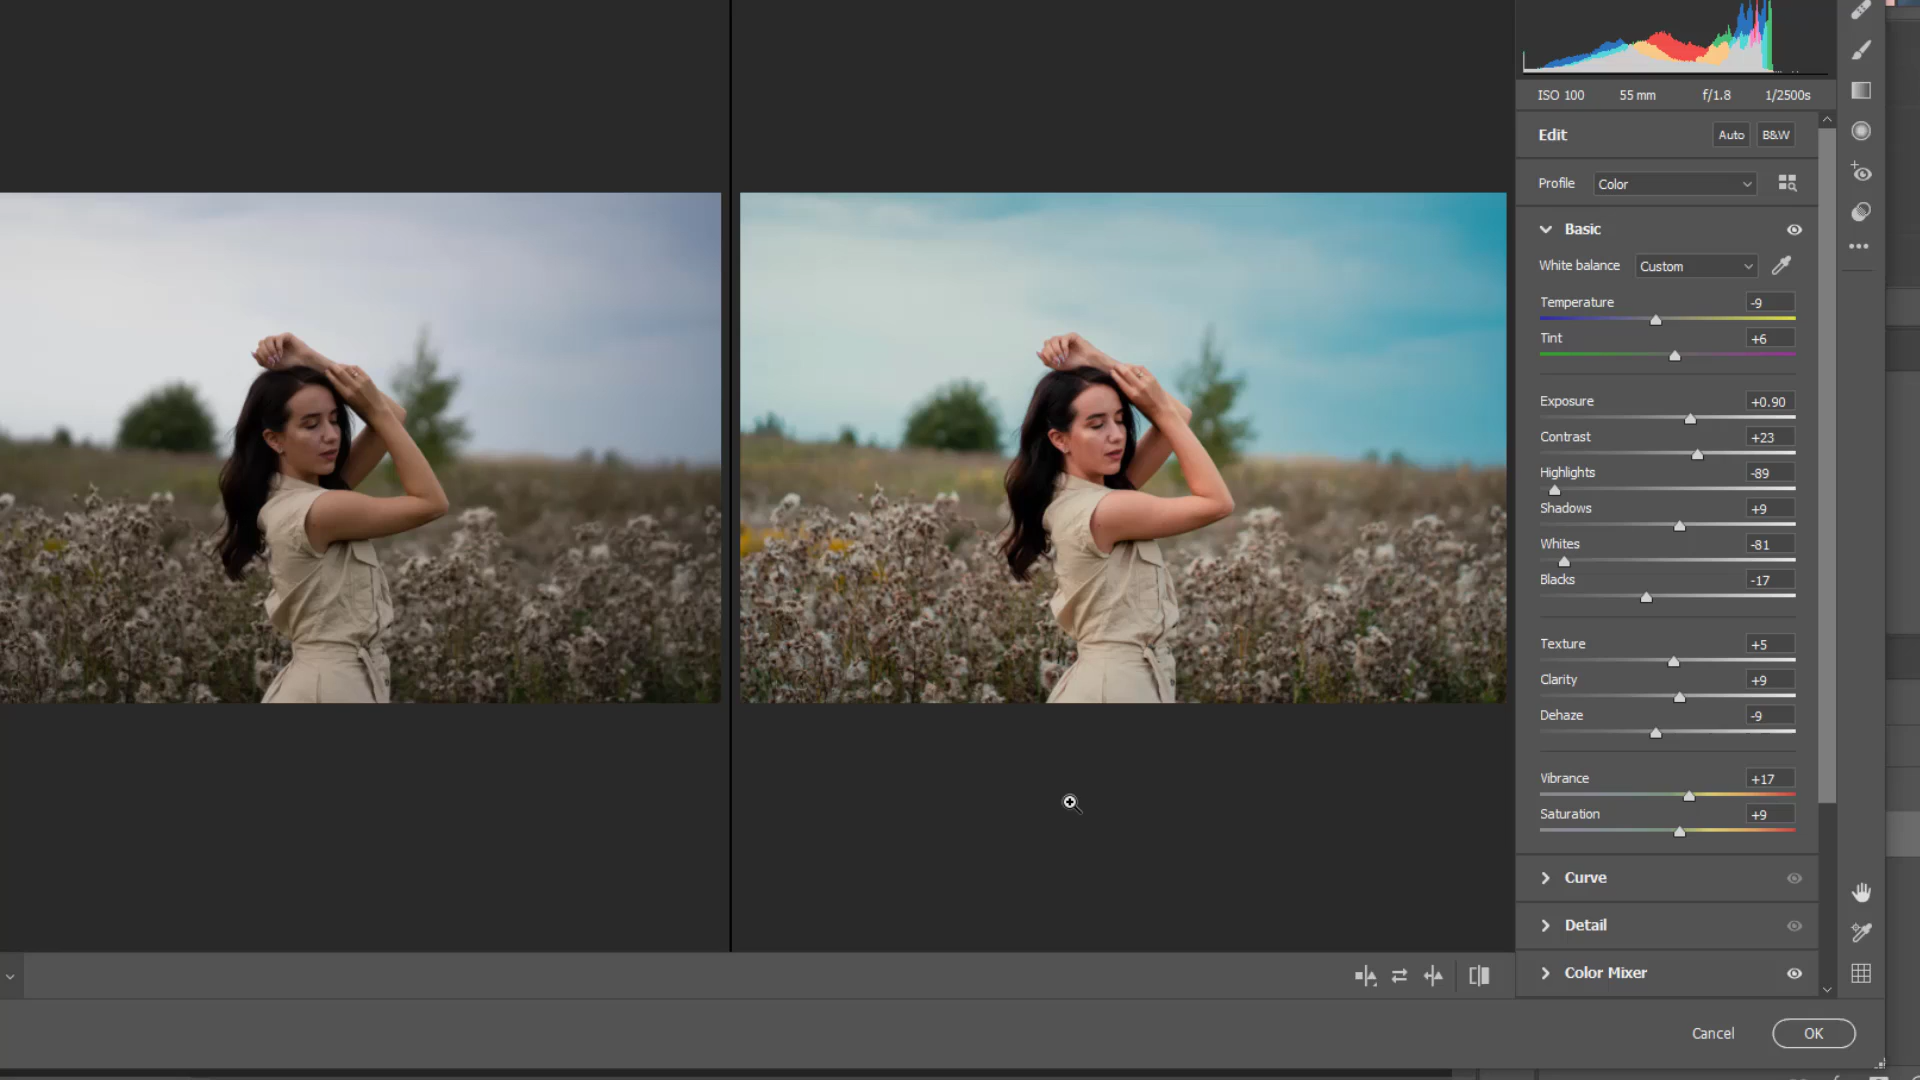 ISO 100 55 mm f/1.8 1/2500s
Edit Auto B&W
Profile Color
Basic
White balance Custom
Temperature -9
Tint +6
Exposure +0.90
Contrast +23
Highlights -89
Shadows +9
Whites -81
Blacks -17
Texture +5
Clarity +9
Dehaze -9
Vibrance +17
Saturation +9
Curve
Detail
Color Mixer
Cancel OK